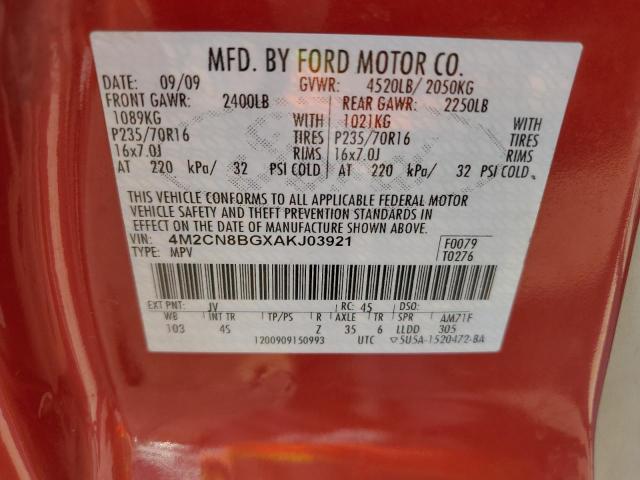 MFD. BY FORD MOTOR CO.
DATE: 09/09 GVWR: 4520LB/ 2050KG
FRONT GAWR: 2400LB REAR GAWR: 2250LB
1089KG WITH 1021KG WITH
P235/70R16 TIRES P235/70R16 TIRES
16x7.0J RIMS 16x7.0J RIMS
AT 220 kPa/ 32 PSI COLD AT 220 kPa/ 32 PSI COLD
THIS VEHICLE CONFORMS TO ALL APPLICABLE FEDERAL MOTOR
VEHICLE SAFETY AND THEFT PREVENTION STANDARDS IN
EFFECT ON THE DATE OF MANUFACTURE SHOWN ABOVE.
VIN: 4M2CN8BGXAKJ03921 F0079
TYPE: MPV T0276
EXT PNT: JV RC: 45 DSO:
WB INT TR TP/PS R AXLE TR SPR AM71F
103 4S Z 35 6 LLDD 305
1200909150993 UTC ▽5U5A-1520472-BA